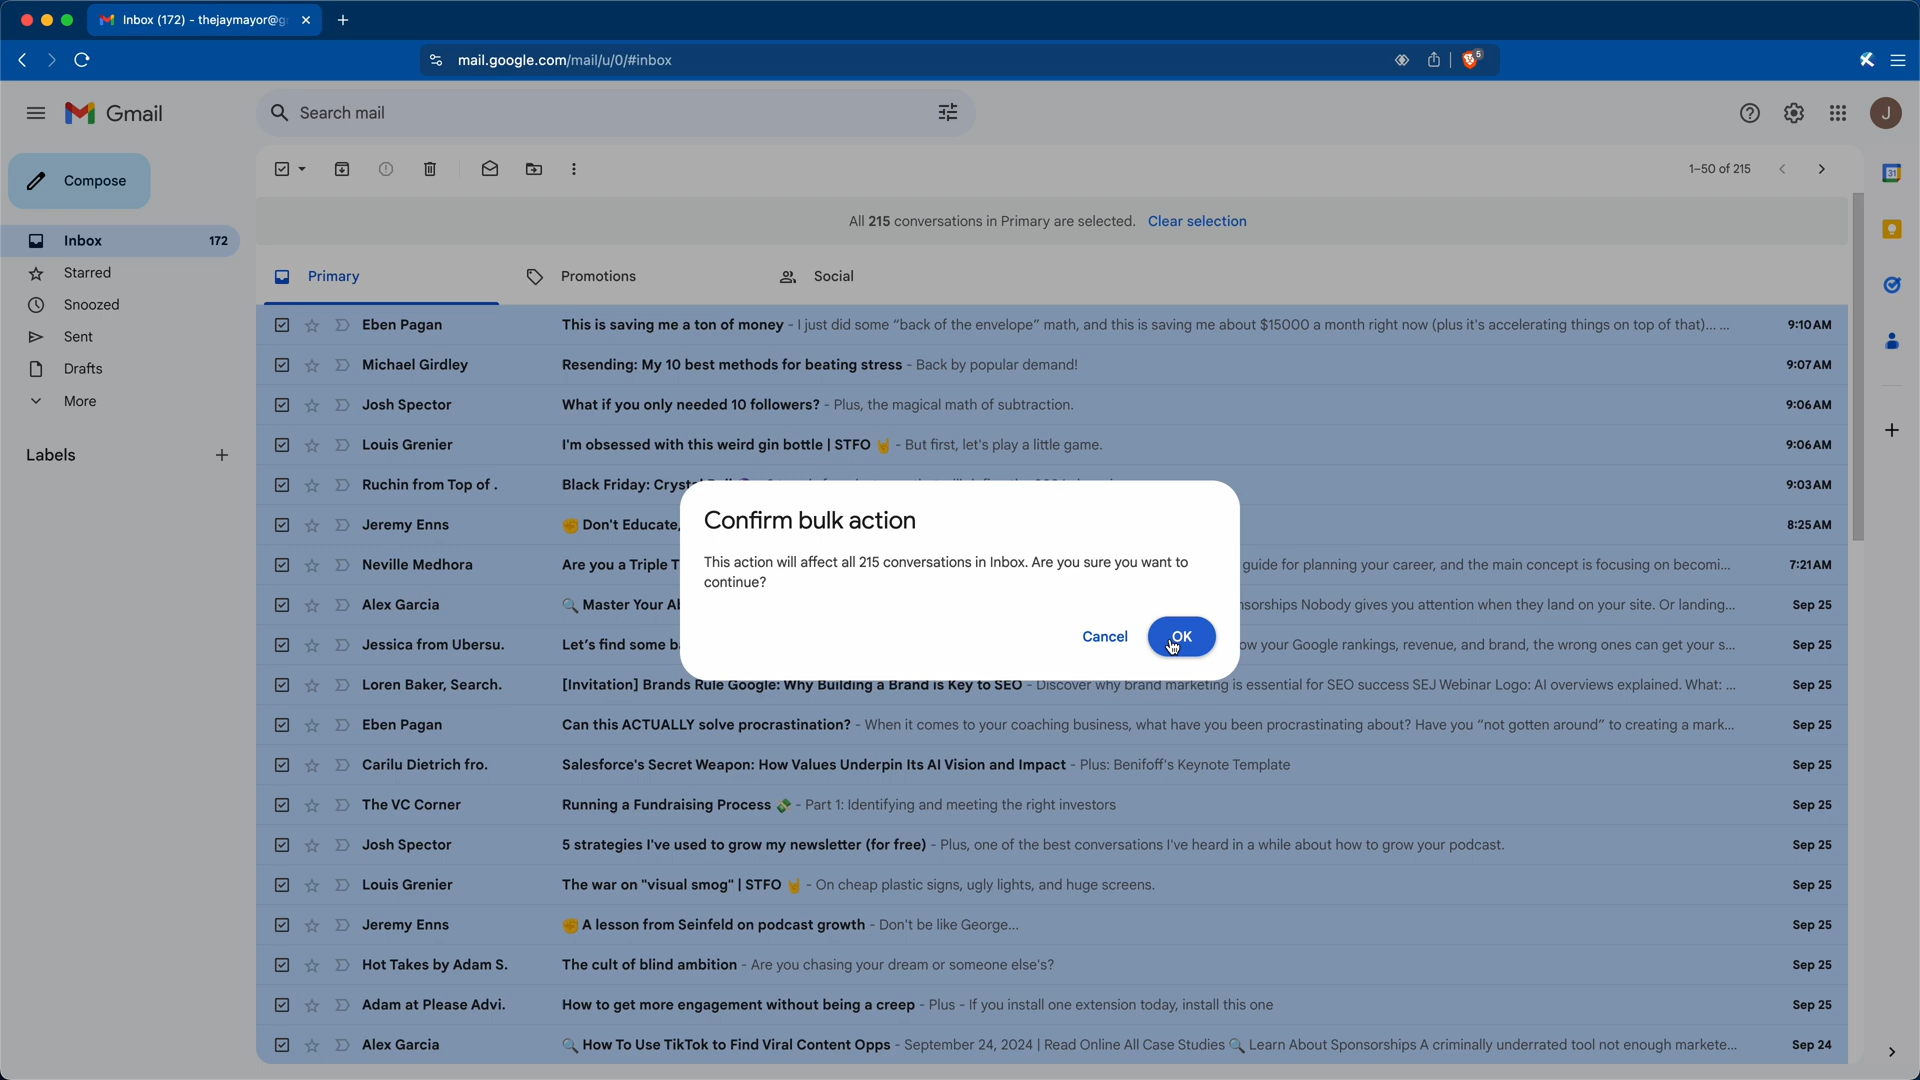 Inbox (172) - thejaymayor@g
mail.google.com/mail/u/0/#inbox
5
Gmail
Search mail
J
Compose
1–50 of 215
31
All 215 conversations in Primary are selected. Clear selection
Inbox 172
Starred
Snoozed
Sent
Drafts
More
Labels
Primary
Promotions
Social
Eben Pagan This is saving me a ton of money - I just did some "back of the envelope" math, and this is saving me about $15000 a month right now (plus it's accelerating things on top of that)... ... 9:10 AM
Michael Girdley Resending: My 10 best methods for beating stress - Back by popular demand! 9:07 AM
Josh Spector What if you only needed 10 followers? - Plus, the magical math of subtraction. 9:06 AM
Louis Grenier I'm obsessed with this weird gin bottle | STFO 🤘 - But first, let's play a little game. 9:06 AM
Ruchin from Top of . Black Friday: 9:03 AM
Jeremy Enns ✊ Don't Educate, 8:25 AM
Neville Medhora Are you a Triple T guide for planning your career, and the main concept is focusing on becomi... 7:21 AM
Alex Garcia 🔍 Master Your Nobody gives you attention when they land on your site. Or landing... Sep 25
Jessica from Ubersu. Let's find some your Google rankings, revenue, and brand, the wrong ones can get your s... Sep 25
Loren Baker, Search. [Invitation] Brands Rule Google: Why Building a Brand is Key to SEO - Discover why brand marketing is essential for SEO success SEJ Webinar Logo: AI overviews explained. What: ... Sep 25
Eben Pagan Can this ACTUALLY solve procrastination? - When it comes to your coaching business, what have you been procrastinating about? Have you "not gotten around" to creating a mark... Sep 25
Carilu Dietrich fro. Salesforce's Secret Weapon: How Values Underpin Its AI Vision and Impact - Plus: Benifoff's Keynote Template Sep 25
The VC Corner Running a Fundraising Process 💸 - Part 1: Identifying and meeting the right investors Sep 25
Josh Spector 5 strategies I've used to grow my newsletter (for free) - Plus, one of the best conversations I've heard in a while about how to grow your podcast. Sep 25
Louis Grenier The war on "visual smog" | STFO 🤘 - On cheap plastic signs, ugly lights, and huge screens. Sep 25
Jeremy Enns ✊ A lesson from Seinfeld on podcast growth - Don't be like George... Sep 25
Hot Takes by Adam S. The cult of blind ambition - Are you chasing your dream or someone else's? Sep 25
Adam at Please Advi. How to get more engagement without being a creep - Plus - If you install one extension today, install this one Sep 25
Alex Garcia 🔍 How To Use TikTok to Find Viral Content Opps - September 24, 2024 | Read Online All Case Studies 🔍 Learn About Sponsorships A criminally underrated tool not enough markete... Sep 24
Confirm bulk action
This action will affect all 215 conversations in Inbox. Are you sure you want to
continue?
Cancel
OK